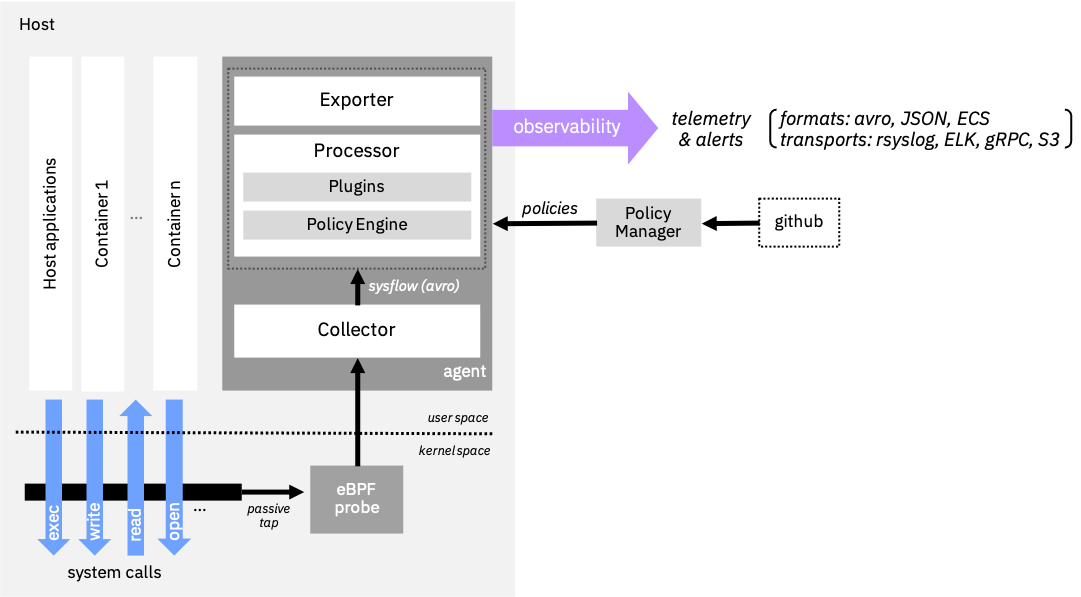 Host
Host applications
Container 1
...
Container n
Exporter
Processor
Plugins
Policy Engine
sysflow (avro)
Collector
agent
observability
telemetry
& alerts
formats: avro, JSON, ECS
transports: rsyslog, ELK, gRPC, S3
policies
Policy
Manager
github
user space
kernel space
exec
write
read
open
...
passive
tap
eBPF
probe
system calls